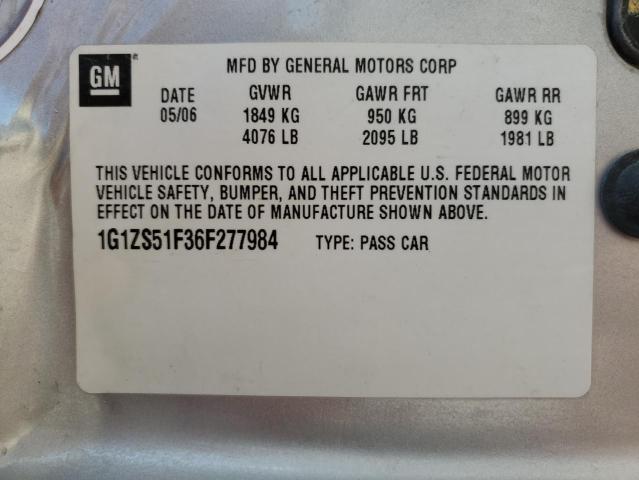 GM
MFD BY GENERAL MOTORS CORP
DATE GVWR GAWR FRT GAWR RR
05/06 1849 KG 950 KG 899 KG
4076 LB 2095 LB 1981 LB
THIS VEHICLE CONFORMS TO ALL APPLICABLE U.S. FEDERAL MOTOR
VEHICLE SAFETY, BUMPER, AND THEFT PREVENTION STANDARDS IN
EFFECT ON THE DATE OF MANUFACTURE SHOWN ABOVE.
1G1ZS51F36F277984 TYPE: PASS CAR